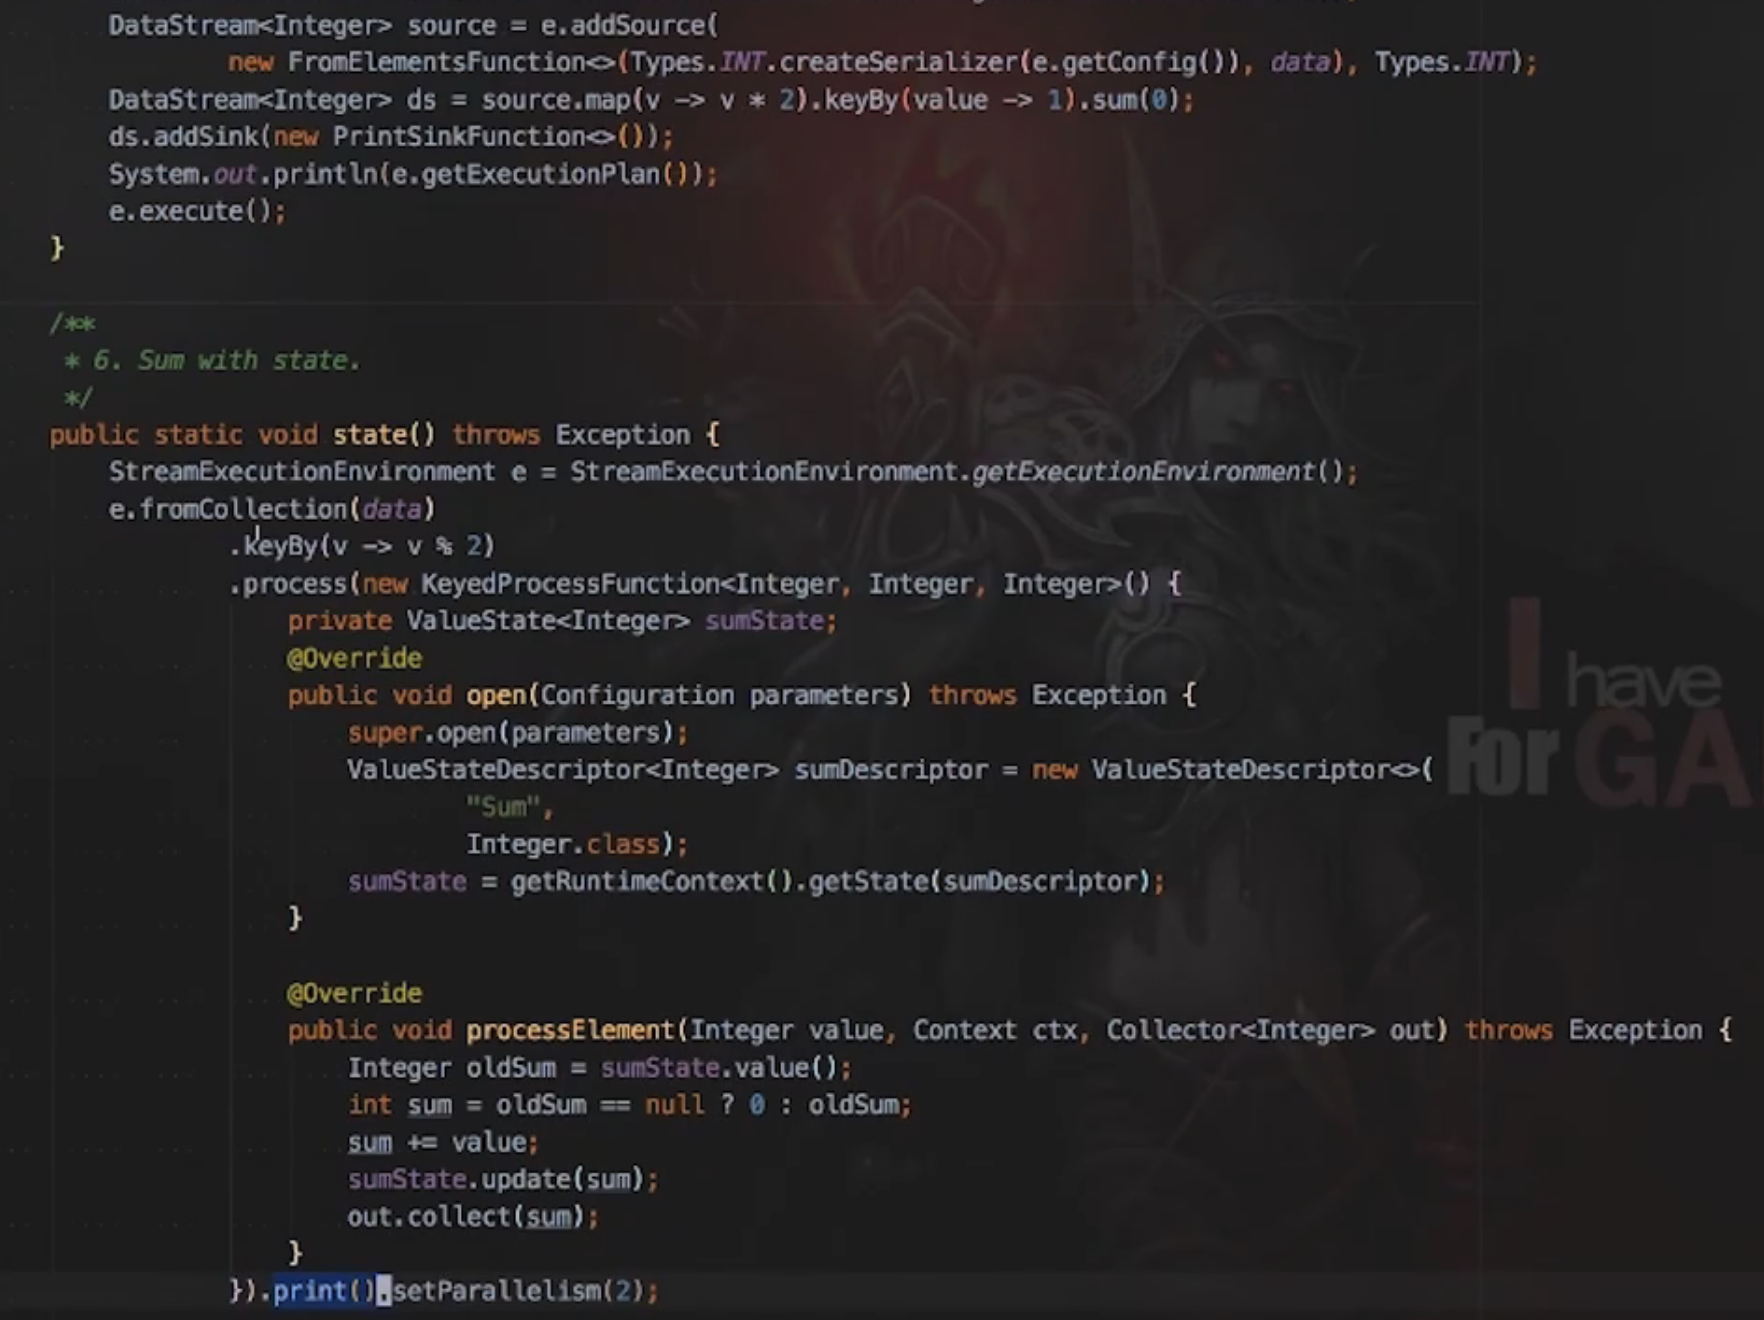 DataStream<Integer> source = e.addSource(
new FromElementsFunction<>(Types.INT.createSerializer(e.getConfig()), data), Types.INT);
DataStream<Integer> ds = source.map(v -> v * 2).keyBy(value -> 1).sum(0);
ds.addSink(new PrintSinkFunction<>());
System.out.println(e.getExecutionPlan());
e.execute();
}
/**
* 6. Sum with state.
*/
public static void state() throws Exception {
StreamExecutionEnvironment e = StreamExecutionEnvironment.getExecutionEnvironment();
e.fromCollection(data)
.keyBy(v -> v % 2)
.process(new KeyedProcessFunction<Integer, Integer, Integer>() {
private ValueState<Integer> sumState;
@Override
public void open(Configuration parameters) throws Exception {
super.open(parameters);
ValueStateDescriptor<Integer> sumDescriptor = new ValueStateDescriptor<>(
"Sum",
Integer.class);
sumState = getRuntimeContext().getState(sumDescriptor);
}
@Override
public void processElement(Integer value, Context ctx, Collector<Integer> out) throws Exception {
Integer oldSum = sumState.value();
int sum = oldSum == null ? 0 : oldSum;
sum += value;
sumState.update(sum);
out.collect(sum);
}
}).print().setParallelism(2);
I have
For GA